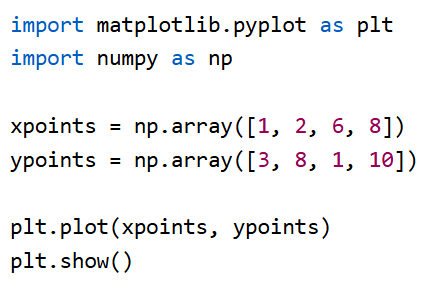 import matplotlib.pyplot as plt
import numpy as np

xpoints = np.array([1, 2, 6, 8])
ypoints = np.array([3, 8, 1, 10])

plt.plot(xpoints, ypoints)
plt.show()